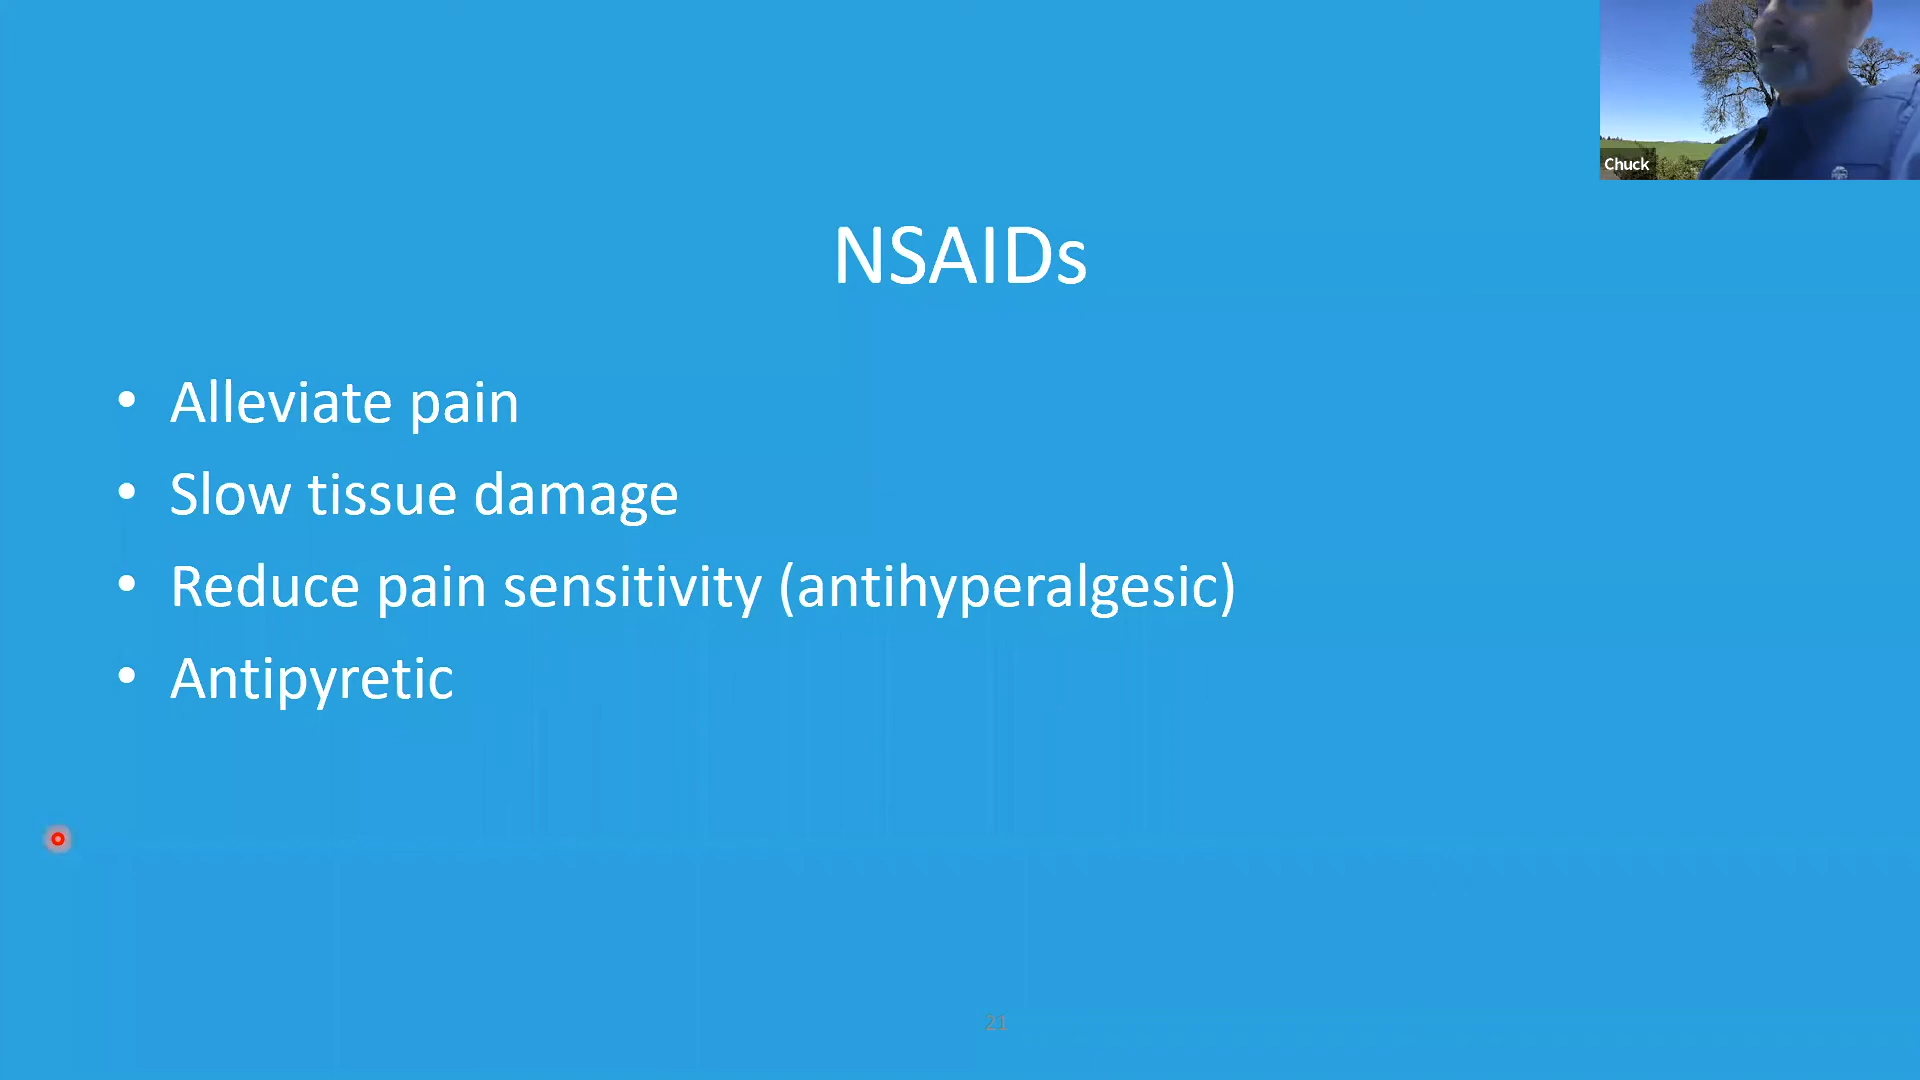 Chuck
NSAIDs
• Alleviate pain
• Slow tissue damage
• Reduce pain sensitivity (antihyperalgesic)
• Antipyretic
21